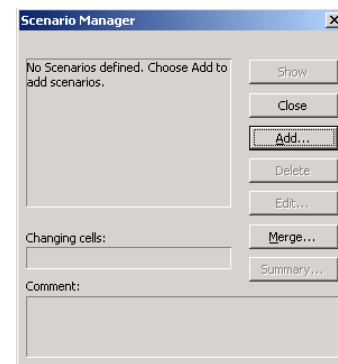 Scenario Manager
No Scenarios defined. Choose Add to
add scenarios.
Show
Close
Add...
Delete
Edit...
Changing cells:
Merge...
Summary...
Comment: